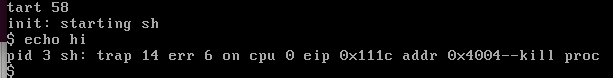 tart 58
init: starting sh
$ echo hi
pid 3 sh: trap 14 err 6 on cpu 0 eip 0x111c addr 0x4004--kill proc
$